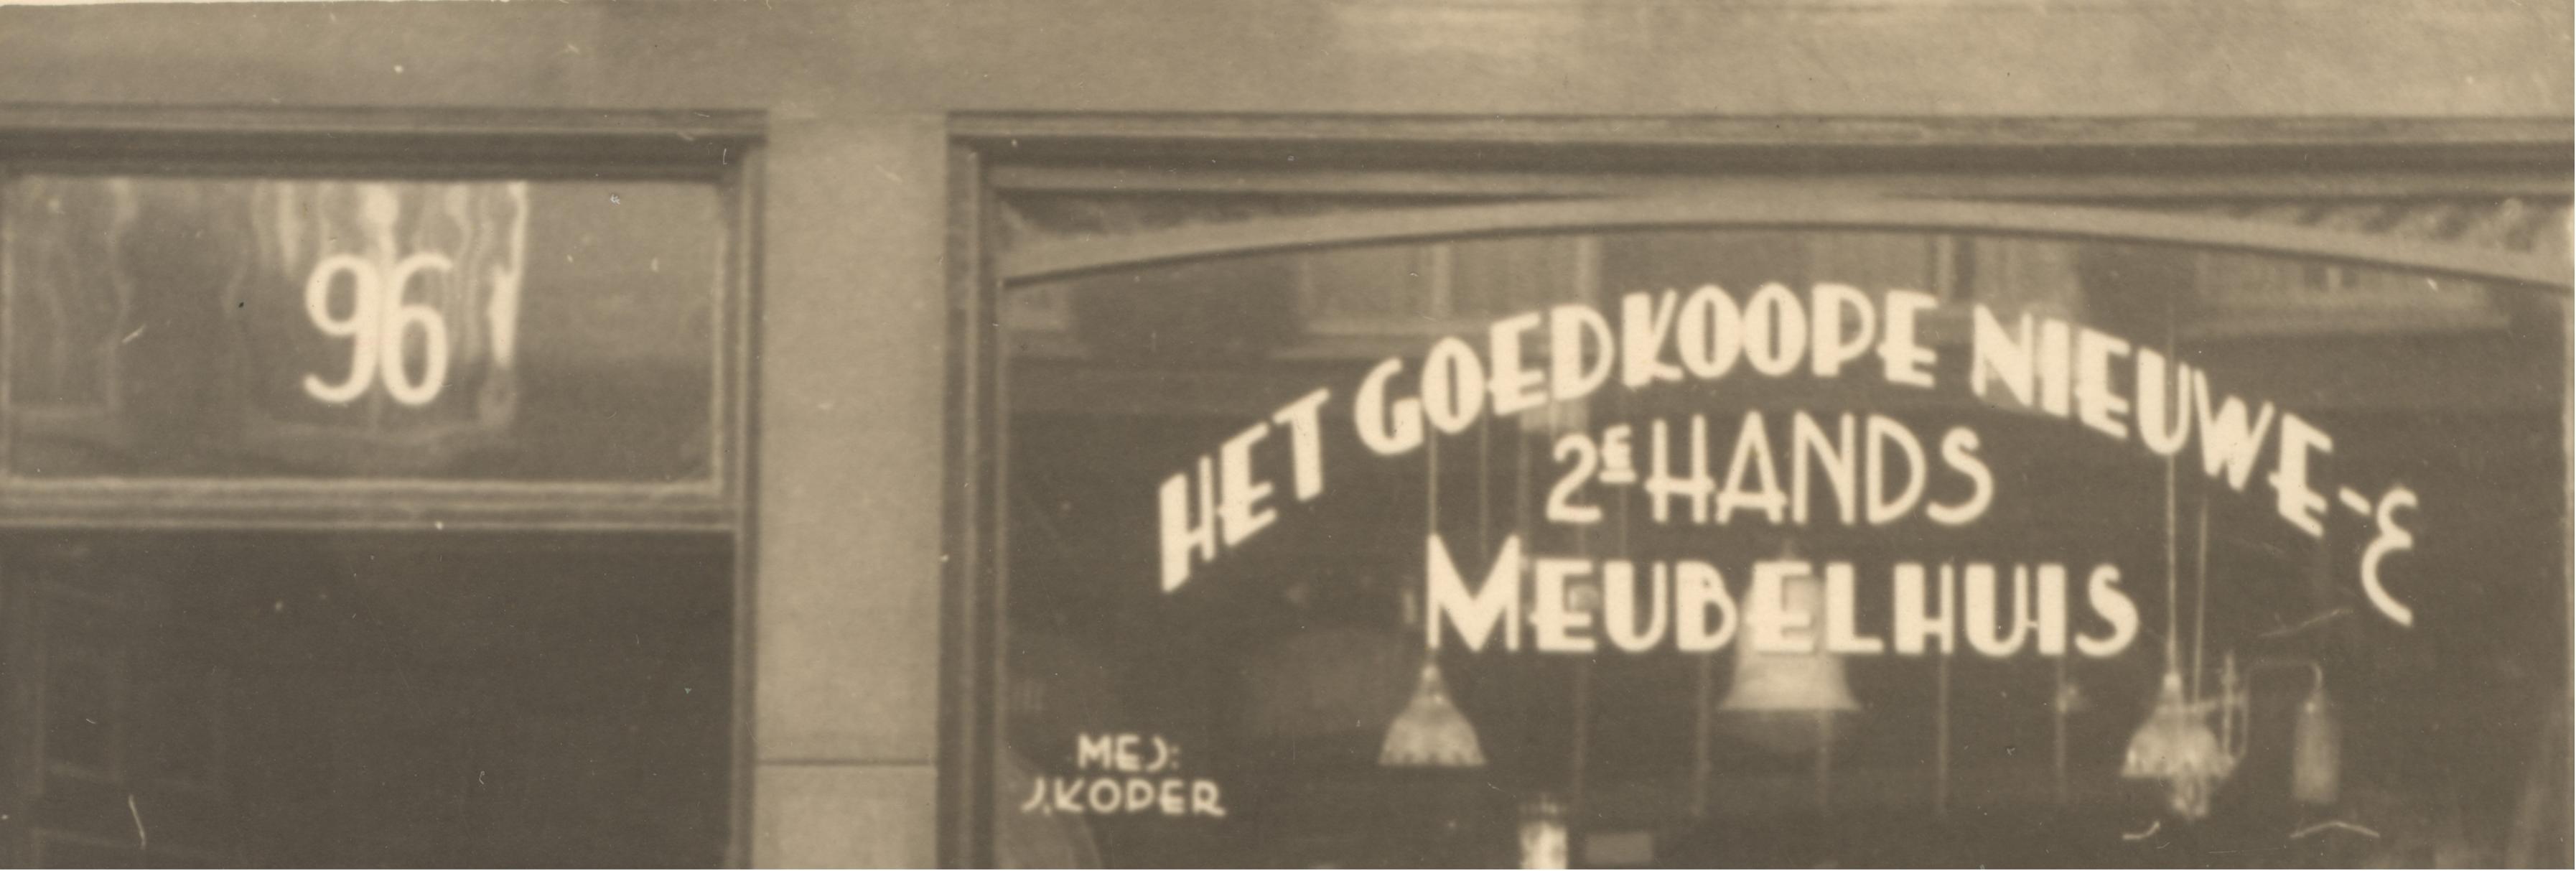 96
HET GOEDKOOPE NIEUWE- &
2E HANDS
MEUBELHUIS
MEJ:
J.KOPER